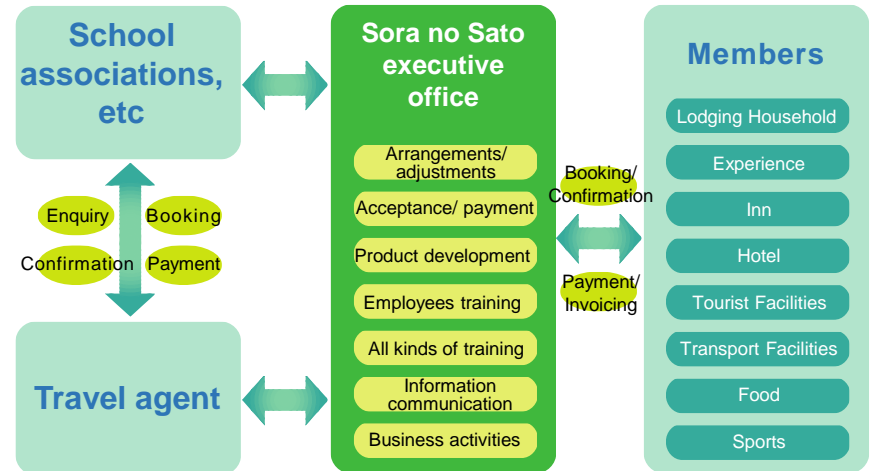 School
associations,
etc
Enquiry
Booking
Confirmation
Payment
Travel agent
Sora no Sato
executive
office
Arrangements/
adjustments
Acceptance/ payment
Product development
Employees training
All kinds of training
Information
communication
Business activities
Booking/
Confirmation
Payment/
Invoicing
Members
Lodging Household
Experience
Inn
Hotel
Tourist Facilities
Transport Facilities
Food
Sports